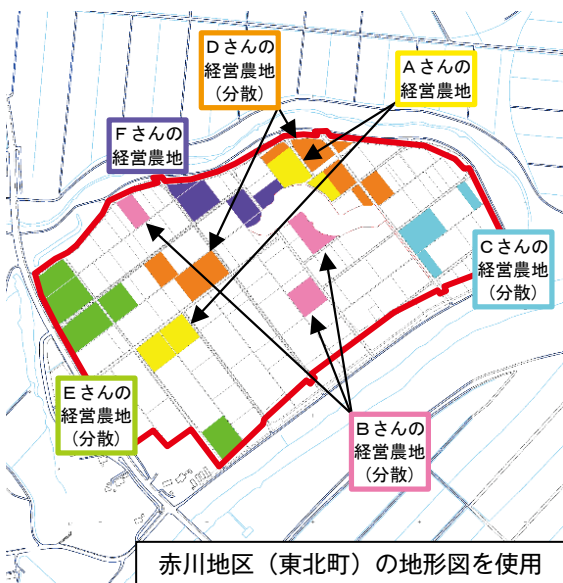 Dさんの
経営農地
(分散)
Aさんの
経営農地
Fさんの
経営農地
Cさんの
経営農地
(分散)
Eさんの
経営農地
(分散)
Bさんの
経営農地
(分散)
赤川地区（東北町）の地形図を使用